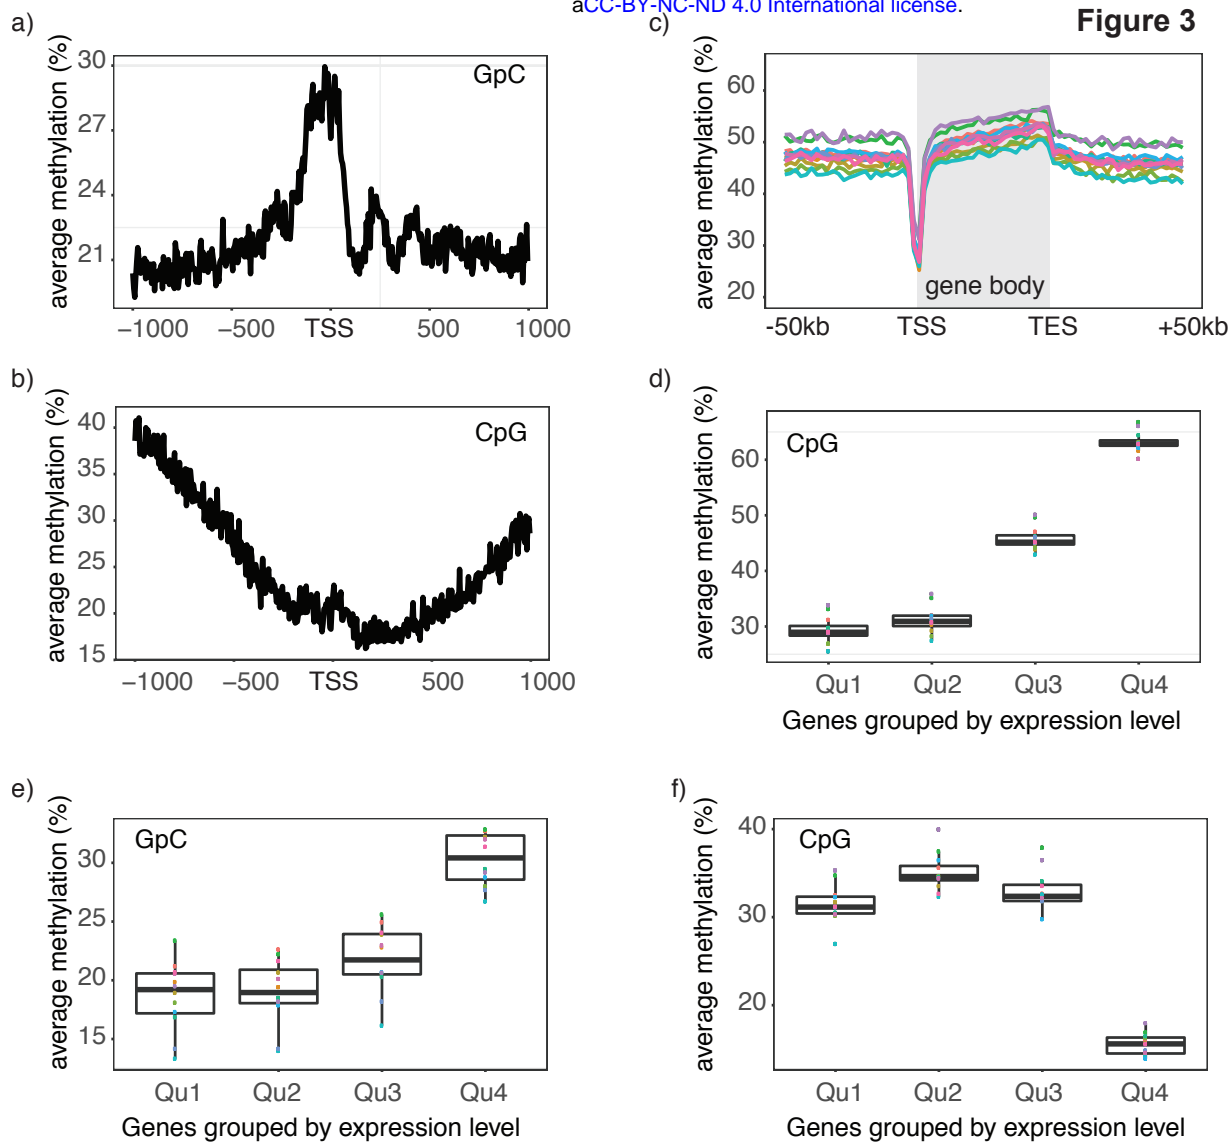 aCC-BY-NC-ND 4.0 International license.
Figure 3
a)
average methylation (%)
30
27
24
21
GpC
−1000
−500
TSS
500
1000
c)
average methylation (%)
60
50
40
30
20
gene body
-50kb
TSS
TES
+50kb
b)
average methylation (%)
40
35
30
25
20
15
CpG
−1000
−500
TSS
500
1000
d)
average methylation (%)
60
50
40
30
CpG
Qu1
Qu2
Qu3
Qu4
Genes grouped by expression level
e)
average methylation (%)
30
25
20
15
GpC
Qu1
Qu2
Qu3
Qu4
Genes grouped by expression level
f)
average methylation (%)
40
30
20
CpG
Qu1
Qu2
Qu3
Qu4
Genes grouped by expression level